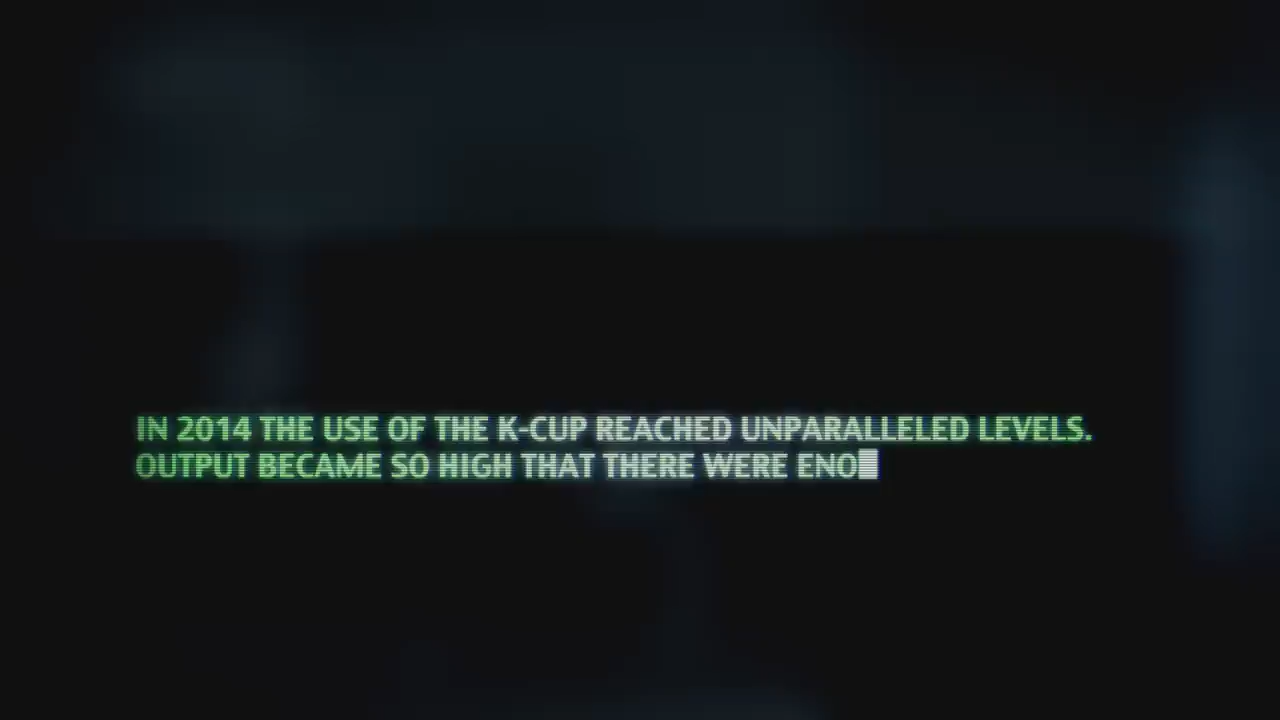 IN 2014 THE USE OF THE K-CUP REACHED UNPARALLELED LEVELS.
OUTPUT BECAME SO HIGH THAT THERE WERE ENO